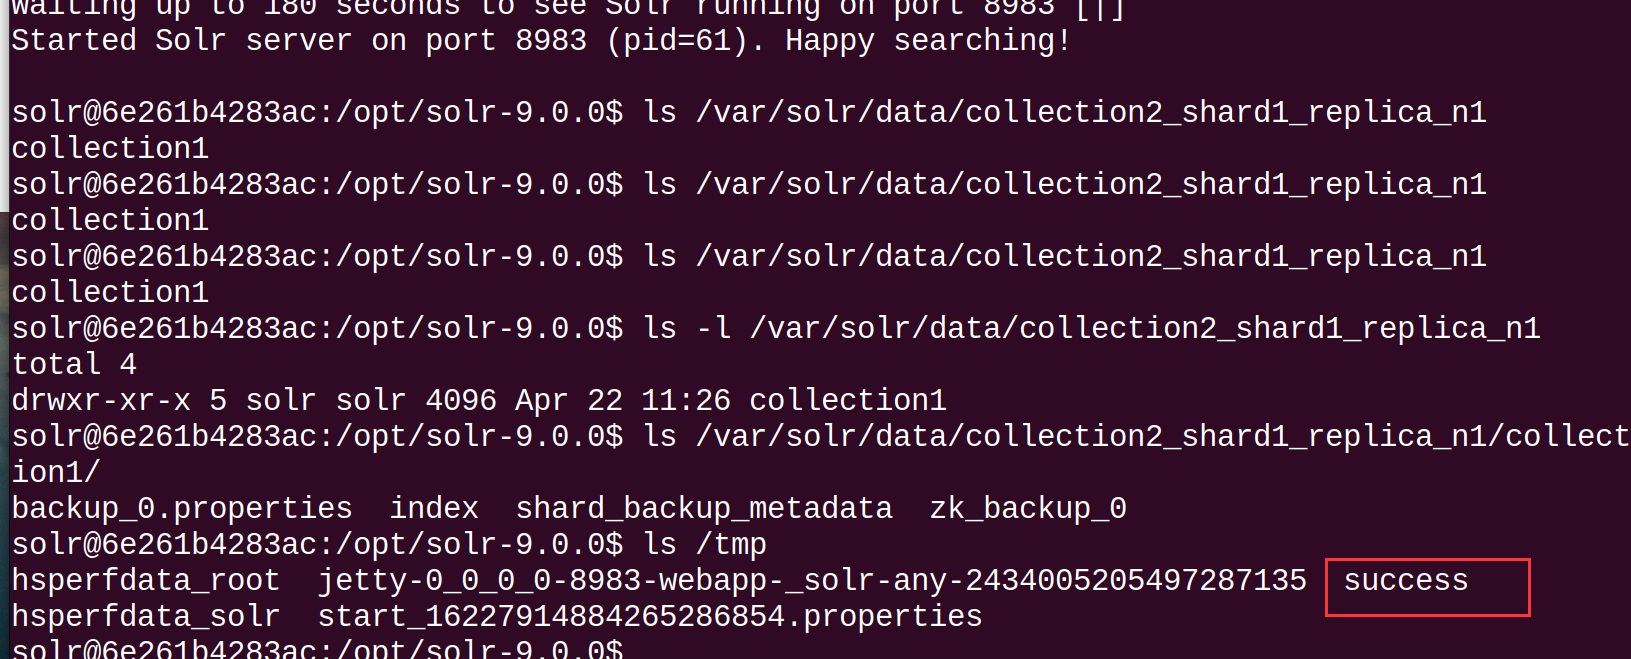 Waiting up to 180 seconds to see Solr running on port 8983 [|]
Started Solr server on port 8983 (pid=61). Happy searching!
solr@6e261b4283ac:/opt/solr-9.0.0$ ls /var/solr/data/collection2_shard1_replica_n1
collection1
solr@6e261b4283ac:/opt/solr-9.0.0$ ls /var/solr/data/collection2_shard1_replica_n1
collection1
solr@6e261b4283ac:/opt/solr-9.0.0$ ls /var/solr/data/collection2_shard1_replica_n1
collection1
solr@6e261b4283ac:/opt/solr-9.0.0$ ls -l /var/solr/data/collection2_shard1_replica_n1
total 4
drwxr-xr-x 5 solr solr 4096 Apr 22 11:26 collection1
solr@6e261b4283ac:/opt/solr-9.0.0$ ls /var/solr/data/collection2_shard1_replica_n1/collect
ion1/
backup_0.properties  index  shard_backup_metadata  zk_backup_0
solr@6e261b4283ac:/opt/solr-9.0.0$ ls /tmp
hsperfdata_root  jetty-0_0_0_0-8983-webapp-_solr-any-2434005205497287135  success
hsperfdata_solr  start_16227914884265286854.properties
solr@6e261b4283ac:/opt/solr-9.0.0$